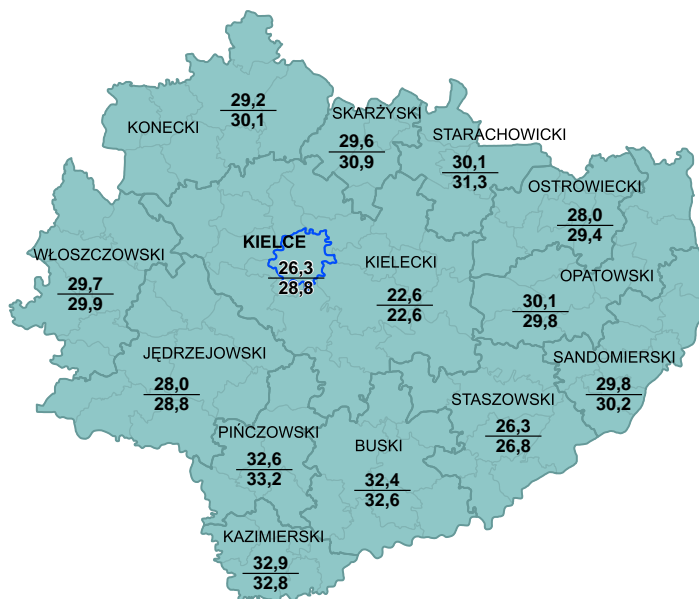 29,2
30,1
KONECKI
SKARŻYSKI
29,6
30,9
STARACHOWICKI
30,1
31,3
OSTROWIECKI
28,0
29,4
KIELCE
26,3
28,8
WŁOSZCZOWSKI
29,7
29,9
KIELECKI
22,6
22,6
OPATOWSKI
30,1
29,8
JĘDRZEJOWSKI
28,0
28,8
SANDOMIERSKI
29,8
30,2
STASZOWSKI
26,3
26,8
PIŃCZOWSKI
32,6
33,2
BUSKI
32,4
32,6
KAZIMIERSKI
32,9
32,8